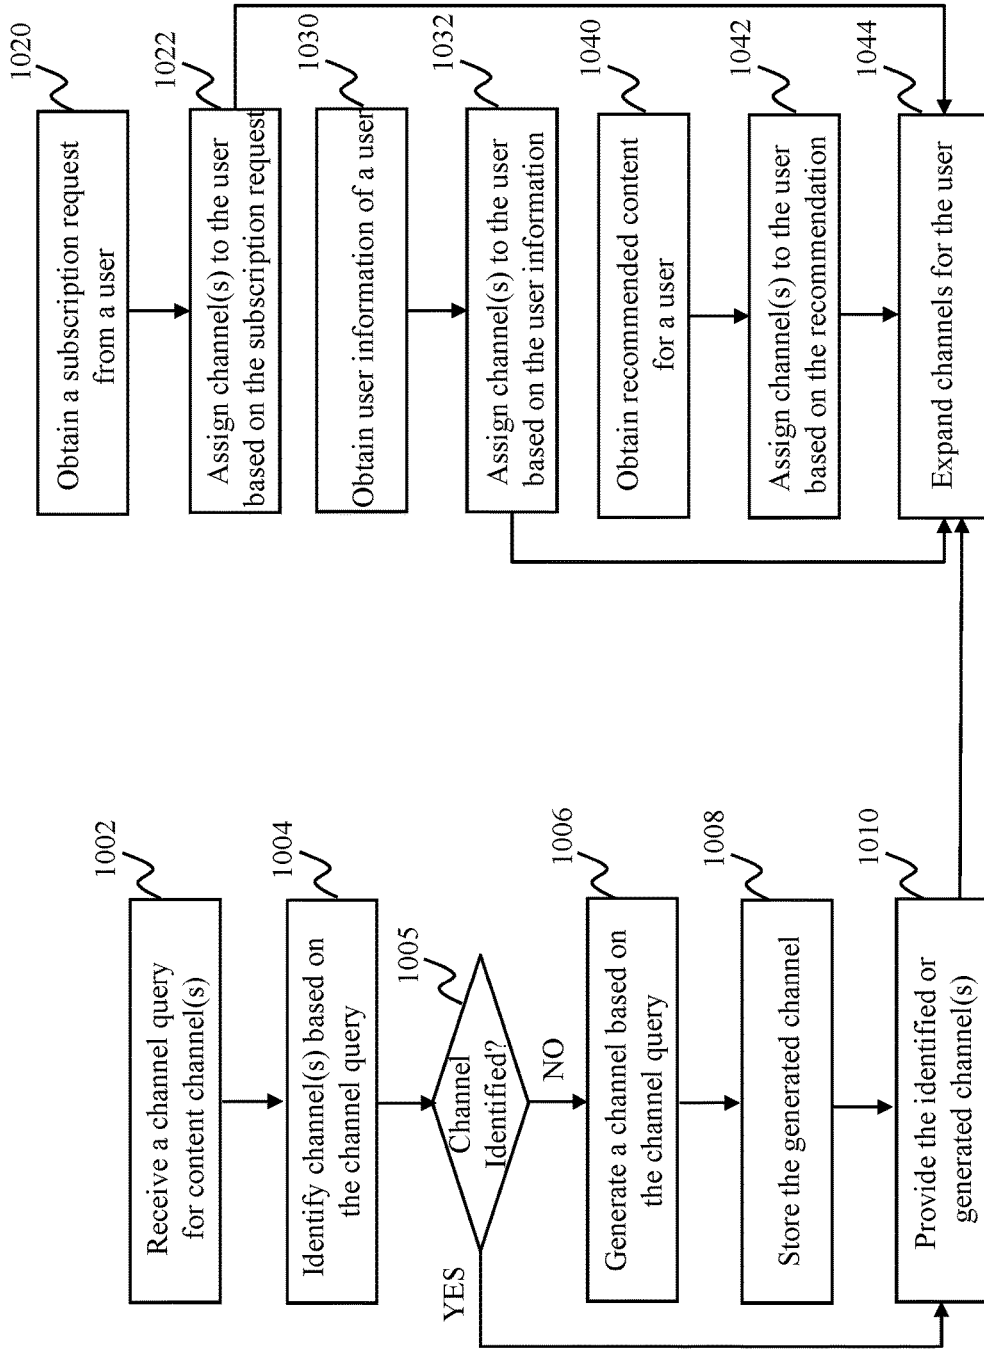 1002
Receive a channel query
for content channel(s)
1004
Identify channel(s) based on
the channel query
1005
Channel
Identified?
YES
NO
1006
Generate a channel based on
the channel query
1008
Store the generated channel
1010
Provide the identified or
generated channel(s)
1020
Obtain a subscription request
from a user
1022
Assign channel(s) to the user
based on the subscription request
1030
Obtain user information of a user
1032
Assign channel(s) to the user
based on the user information
1040
Obtain recommended content
for a user
1042
Assign channel(s) to the user
based on the recommendation
1044
Expand channels for the user